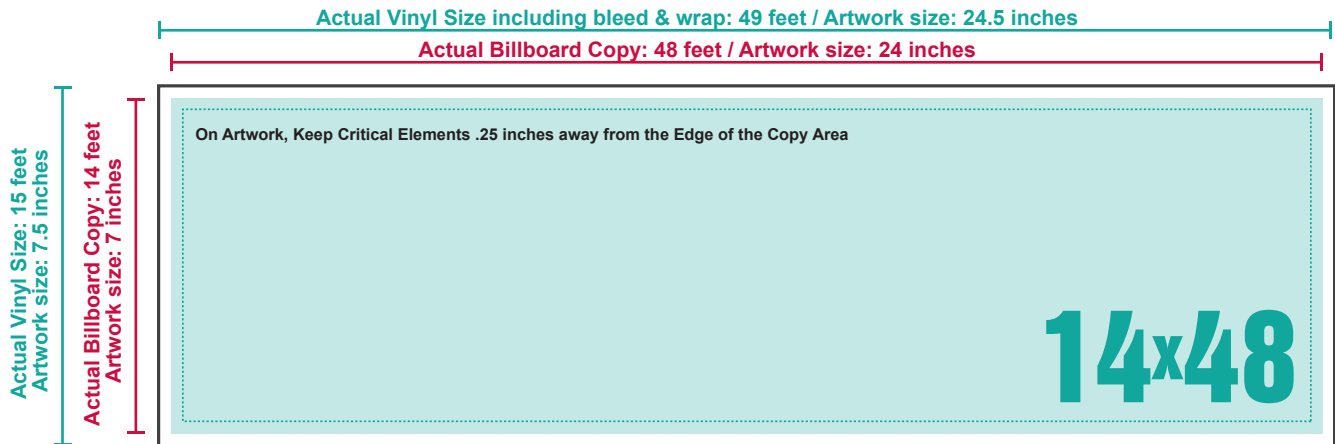 Actual Vinyl Size including bleed & wrap: 49 feet / Artwork size: 24.5 inches
Actual Billboard Copy: 48 feet / Artwork size: 24 inches
Actual Vinyl Size: 15 feet
Artwork size: 7.5 inches
Actual Billboard Copy: 14 feet
Artwork size: 7 inches
On Artwork, Keep Critical Elements .25 inches away from the Edge of the Copy Area
14x48